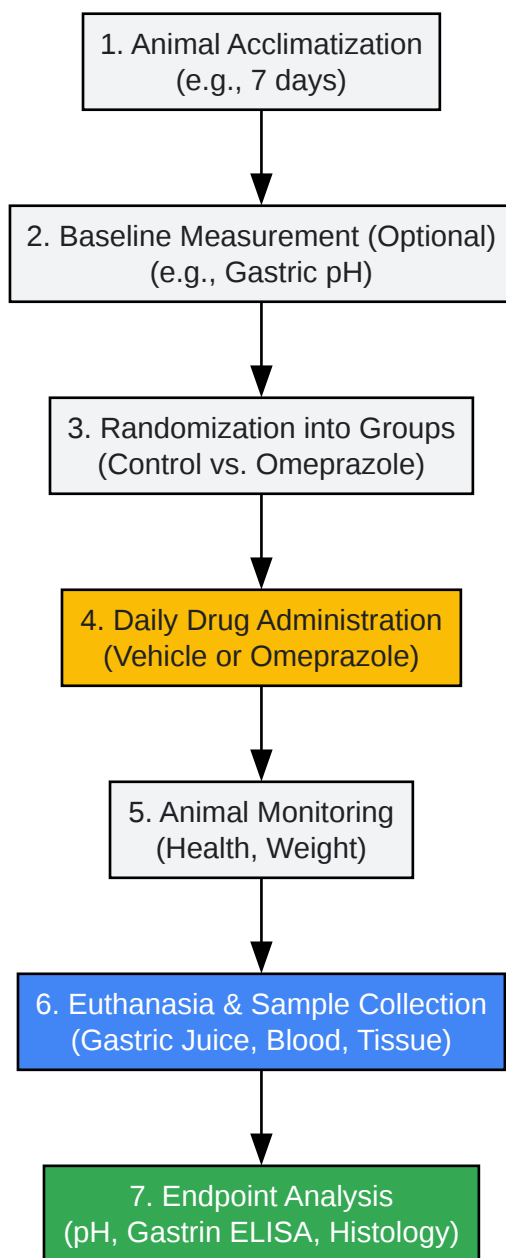 1. Animal Acclimatization
(e.g., 7 days)
2. Baseline Measurement (Optional)
(e.g., Gastric pH)
3. Randomization into Groups
(Control vs. Omeprazole)
4. Daily Drug Administration
(Vehicle or Omeprazole)
5. Animal Monitoring
(Health, Weight)
6. Euthanasia & Sample Collection
(Gastric Juice, Blood, Tissue)
7. Endpoint Analysis
(pH, Gastrin ELISA, Histology)